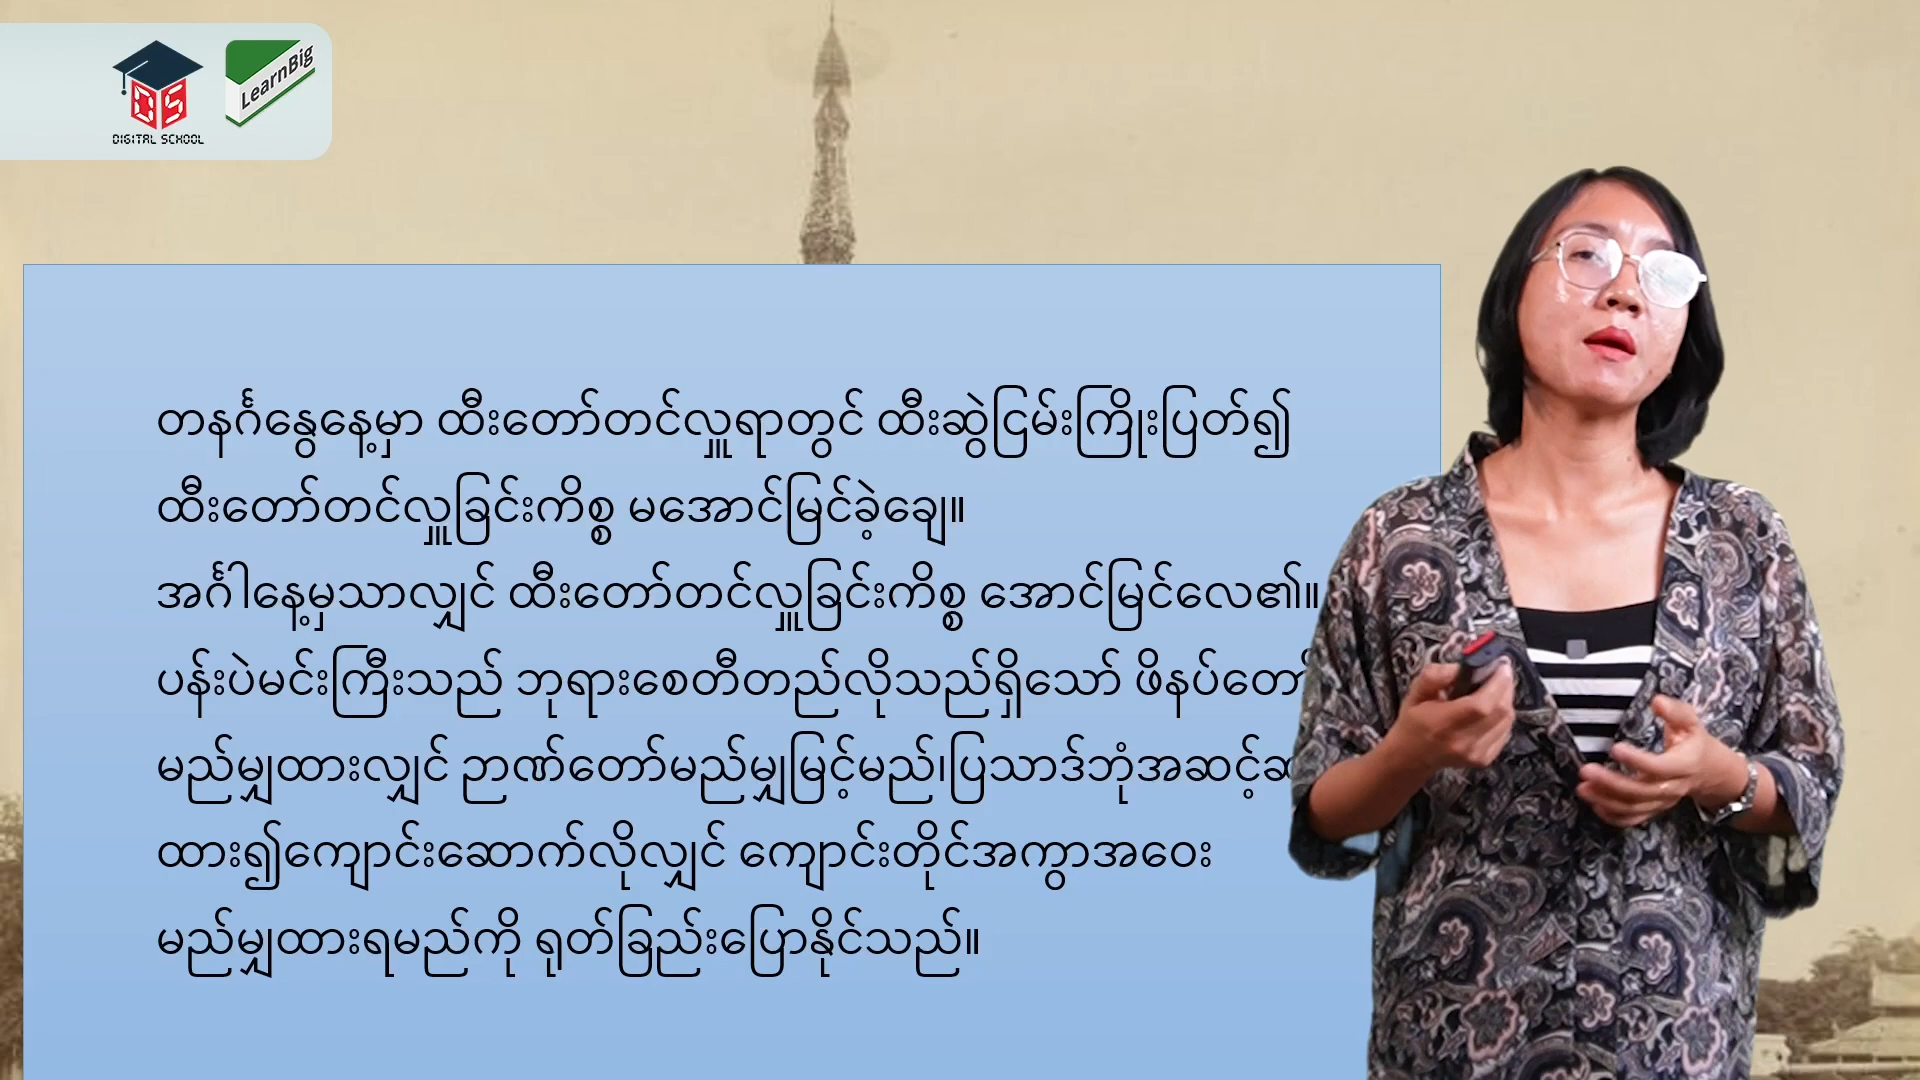 DIGITAL SCHOOL
LearnBig
တနင်္ဂနွေနေ့မှာ ထီးတော်တင်လှူရာတွင် ထီးဆွဲငြမ်းကြိုးပြတ်၍
ထီးတော်တင်လှူခြင်းကိစ္စ မအောင်မြင်ခဲ့ချေ။
အင်္ဂါနေ့မှသာလျှင် ထီးတော်တင်လှူခြင်းကိစ္စ အောင်မြင်လေ၏။
ပန်းပဲမင်းကြီးသည် ဘုရားစေတီတည်လိုသည်ရှိသော် ဖိနပ်တော်
မည်မျှထားလျှင် ဉာဏ်တော်မည်မျှမြင့်မည်၊ပြသာဒ်ဘုံအဆင့်ဆ
ထား၍ကျောင်းဆောက်လိုလျှင် ကျောင်းတိုင်အကွာအဝေး
မည်မျှထားရမည်ကို ရုတ်ခြည်းပြောနိုင်သည်။